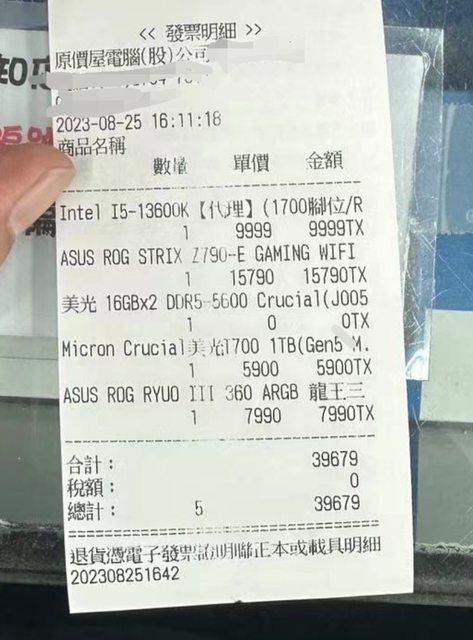 << 發票明細 >>
原價屋電腦(股)公司
2023-08-25 16:11:18
商品名稱
數量 單價 金額
Intel I5-13600K【代理】(1700腳位/R
1 9999 9999TX
ASUS ROG STRIX Z790-E GAMING WIFI
1 15790 15790TX
美光 16GBx2 DDR5-5600 Crucial(J005
1 0 0TX
Micron Crucial美光T700 1TB(Gen5 M.
1 5900 5900TX
ASUS ROG RYUO III 360 ARGB 龍王三
1 7990 7990TX
合計： 39679
稅額： 0
總計： 5 39679
退貨憑電子發票證明聯正本或載具明細
202308251642